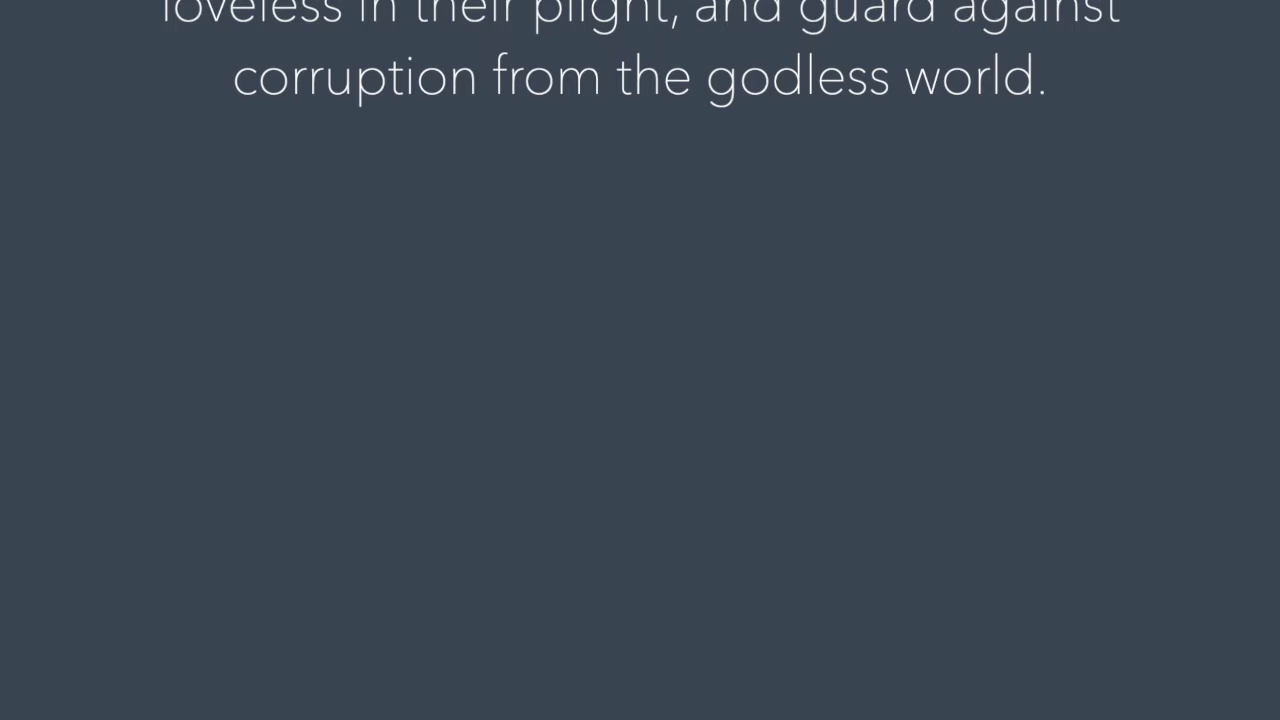 loveless in their plight, and guard against
corruption from the godless world.